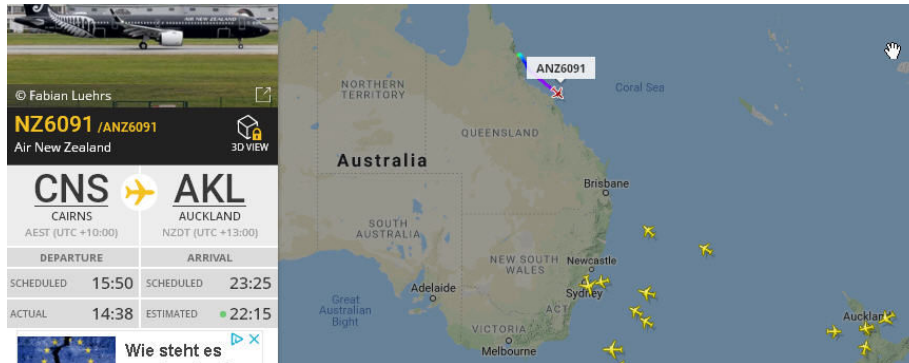 AIR NEW ZEALAND
© Fabian Luehrs
NZ6091 /ANZ6091
Air New Zealand
3D VIEW
CNS AKL
CAIRNS AUCKLAND
AEST (UTC +10:00) NZDT (UTC +13:00)
DEPARTURE ARRIVAL
SCHEDULED 15:50 SCHEDULED 23:25
ACTUAL 14:38 ESTIMATED 22:15
Wie steht es
ANZ6091
Coral Sea
NORTHERN
TERRITORY
QUEENSLAND
Australia
Brisbane
SOUTH
AUSTRALIA
NEW SOUTH
WALES
Newcastle
Adelaide
Sydney
Great
Australian
Bight
ACT
VICTORIA
Melbourne
Auckland